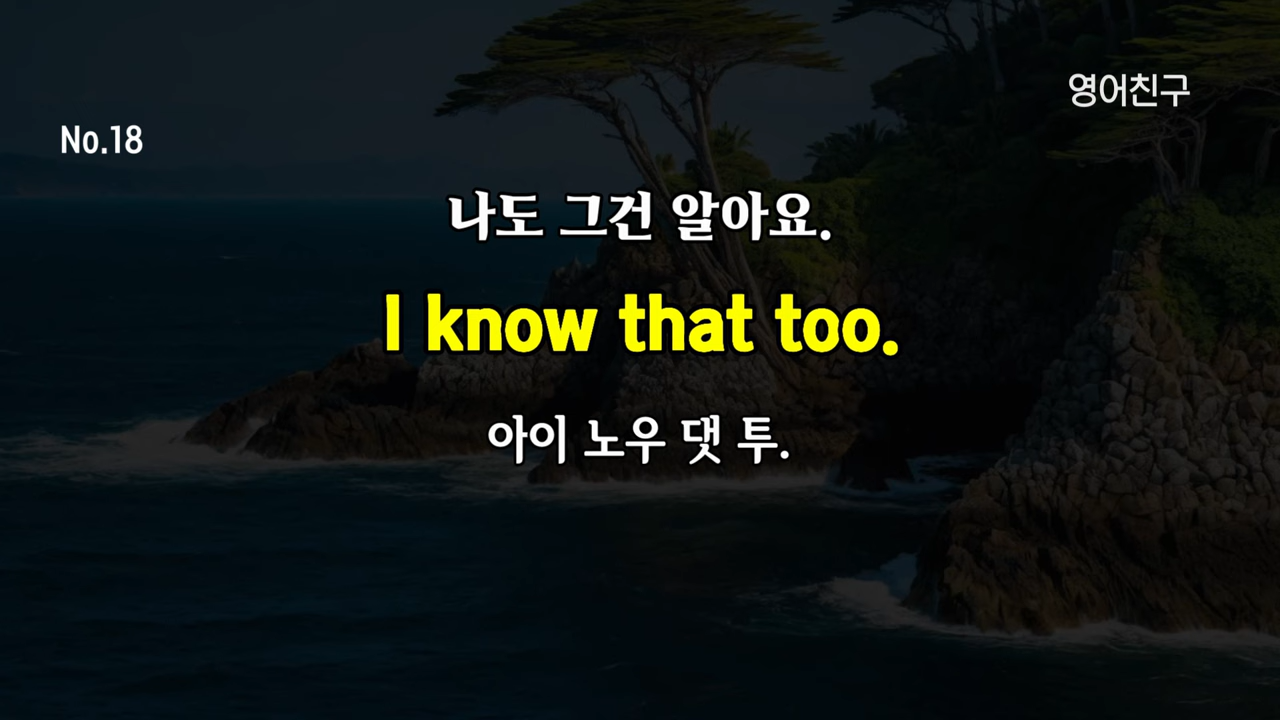 영어친구
No.18
나도 그건 알아요.
I know that too.
아이 노우 댓 투.